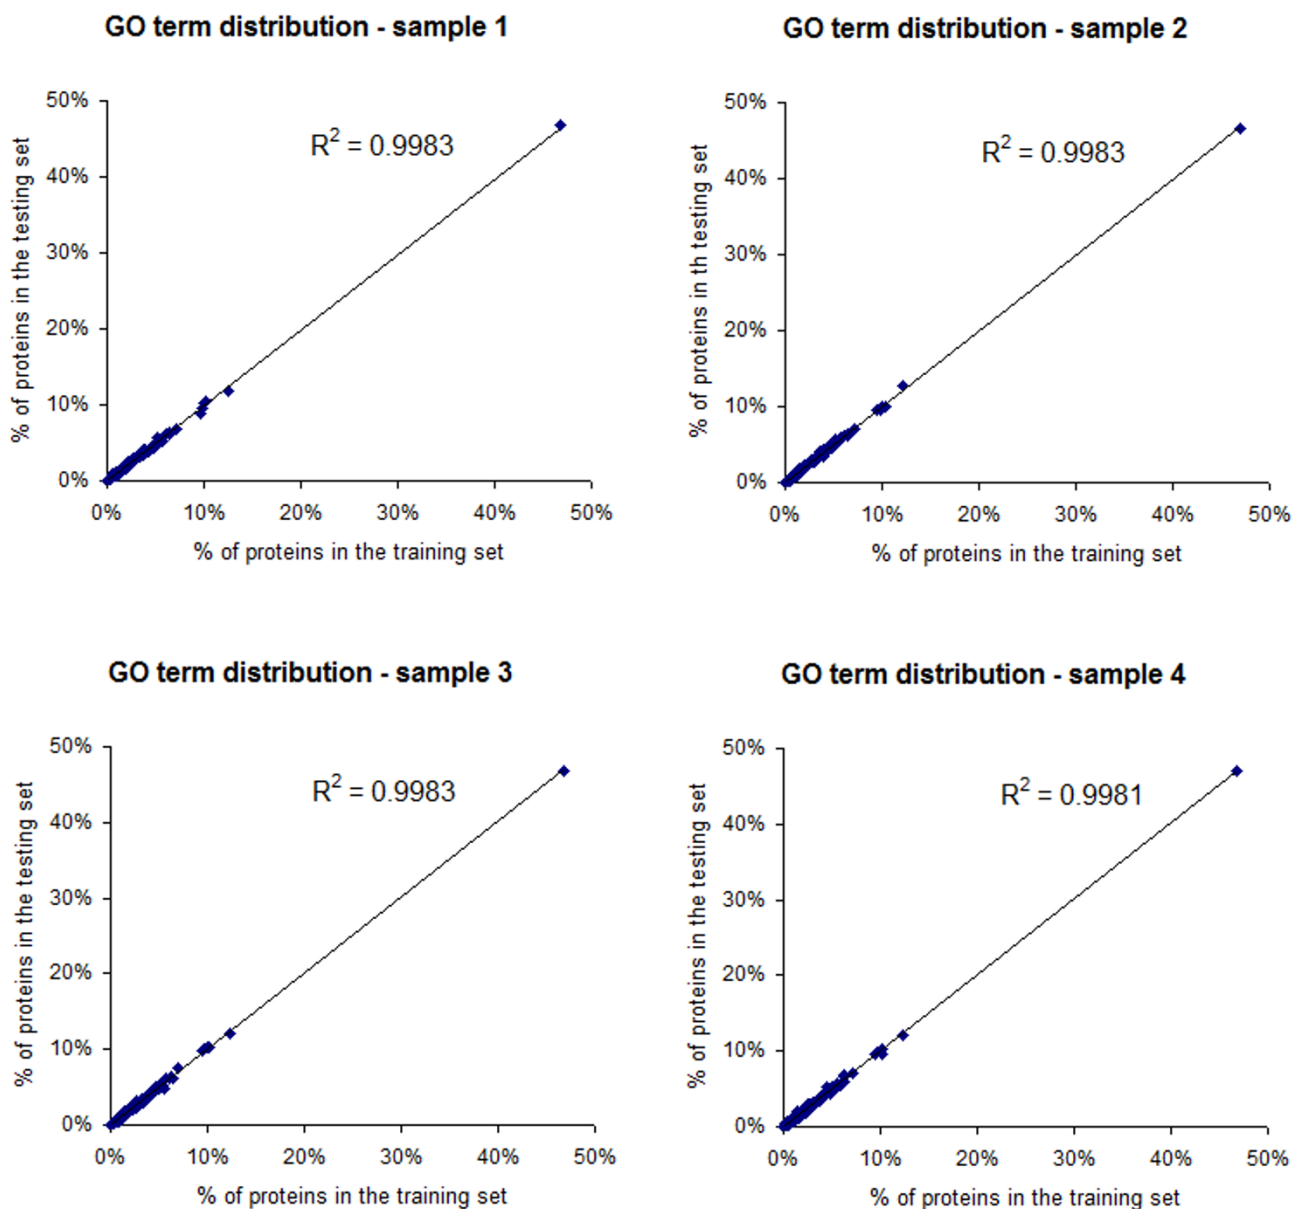 GO term distribution - sample 1
50%
40%
30%
20%
10%
0%
% of proteins in the testing set
R² = 0.9983
0% 10% 20% 30% 40% 50%
% of proteins in the training set
GO term distribution - sample 2
50%
40%
30%
20%
10%
0%
% of proteins in th testing set
R² = 0.9983
0% 10% 20% 30% 40% 50%
% of proteins in the training set
GO term distribution - sample 3
50%
40%
30%
20%
10%
0%
% of proteins in the testing set
R² = 0.9983
0% 10% 20% 30% 40% 50%
% of proteins in the training set
GO term distribution - sample 4
50%
40%
30%
20%
10%
0%
% of proteins in the testing set
R² = 0.9981
0% 10% 20% 30% 40% 50%
% of proteins in the training set